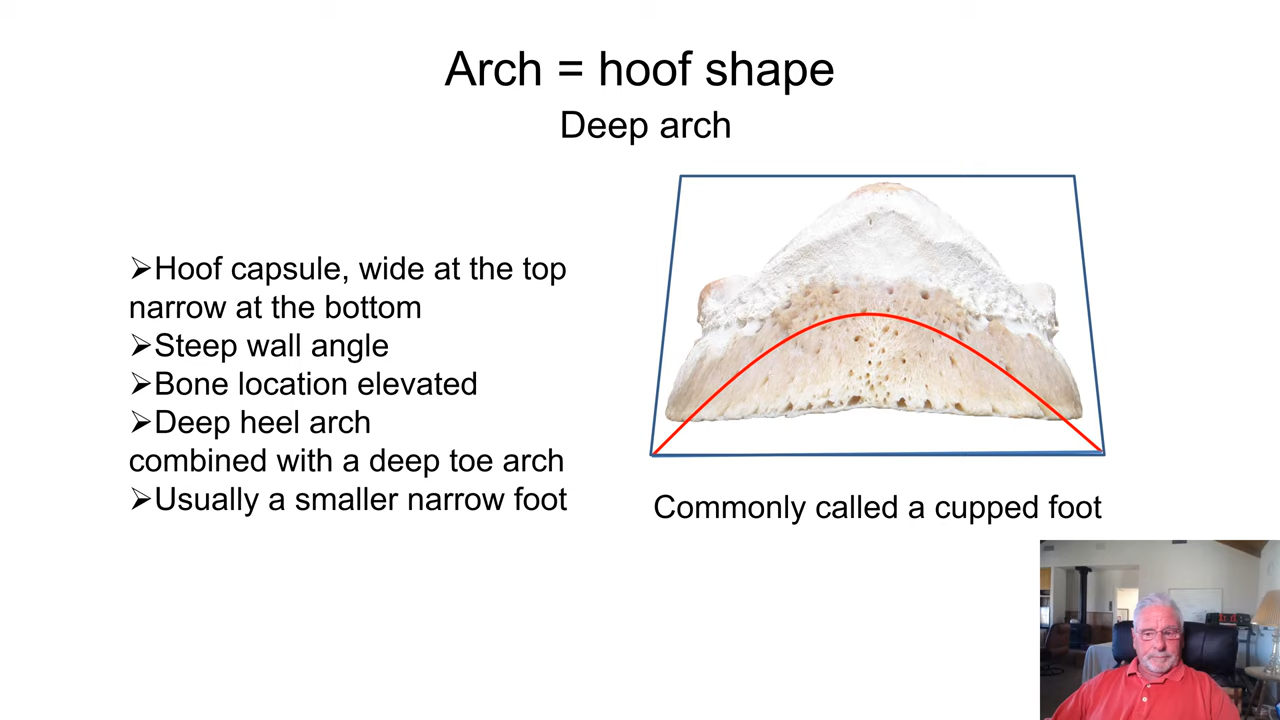 Arch = hoof shape
Deep arch
➢Hoof capsule, wide at the top
narrow at the bottom
➢Steep wall angle
➢Bone location elevated
➢Deep heel arch
combined with a deep toe arch
➢Usually a smaller narrow foot
Commonly called a cupped foot